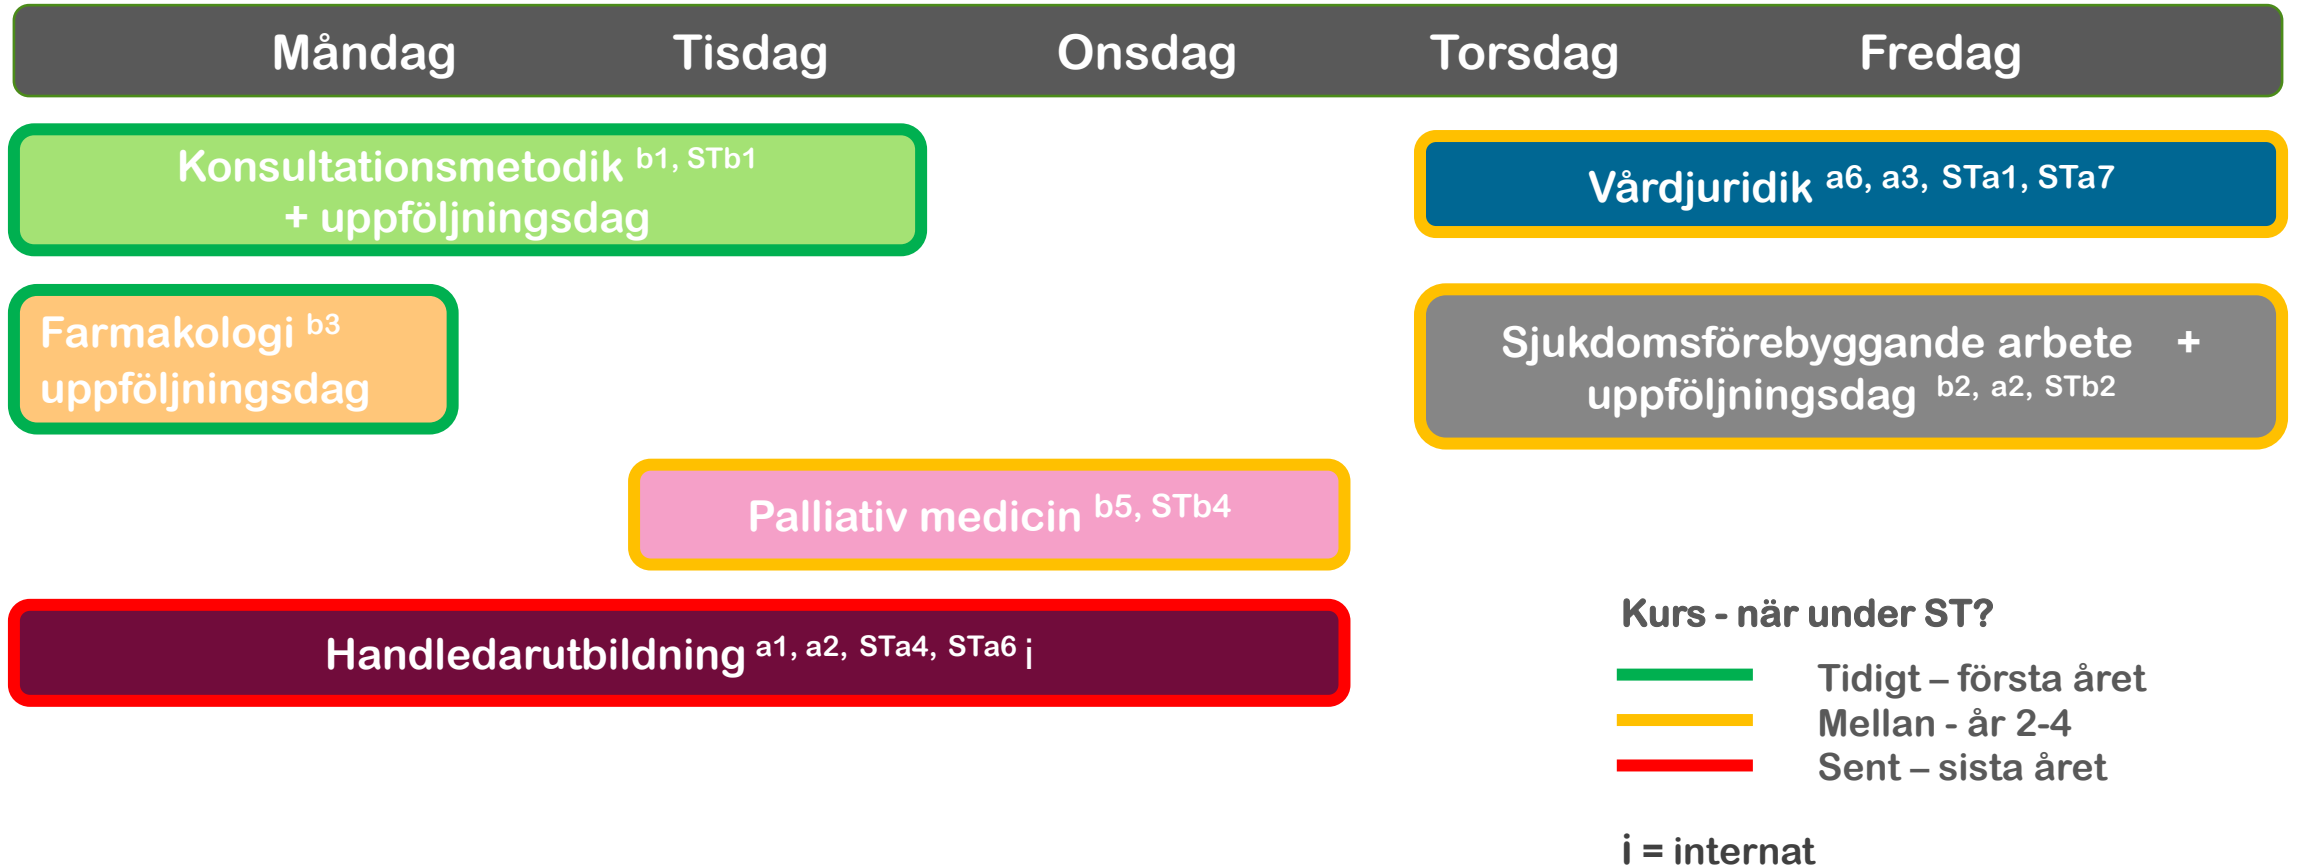 Måndag Tisdag Onsdag Torsdag Fredag
Konsultationsmetodik b1, STb1
+ uppföljningsdag
Vårdjuridik a6, a3, STa1, STa7
Farmakologi b3
uppföljningsdag
Sjukdomsförebyggande arbete +
uppföljningsdag b2, a2, STb2
Palliativ medicin b5, STb4
Handledarutbildning a1, a2, STa4, STa6 i
Kurs - när under ST?
Tidigt – första året
Mellan - år 2-4
Sent – sista året
i = internat